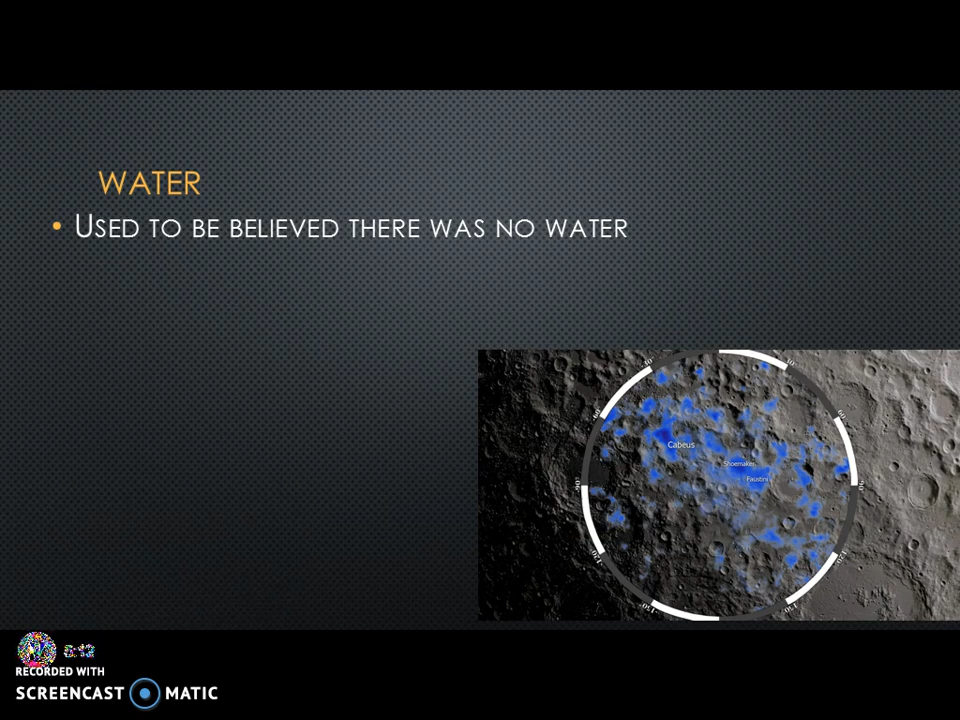 WATER
• USED TO BE BELIEVED THERE WAS NO WATER
Cabeus
Shoemaker
Faustini
RECORDED WITH
SCREENCAST MATIC